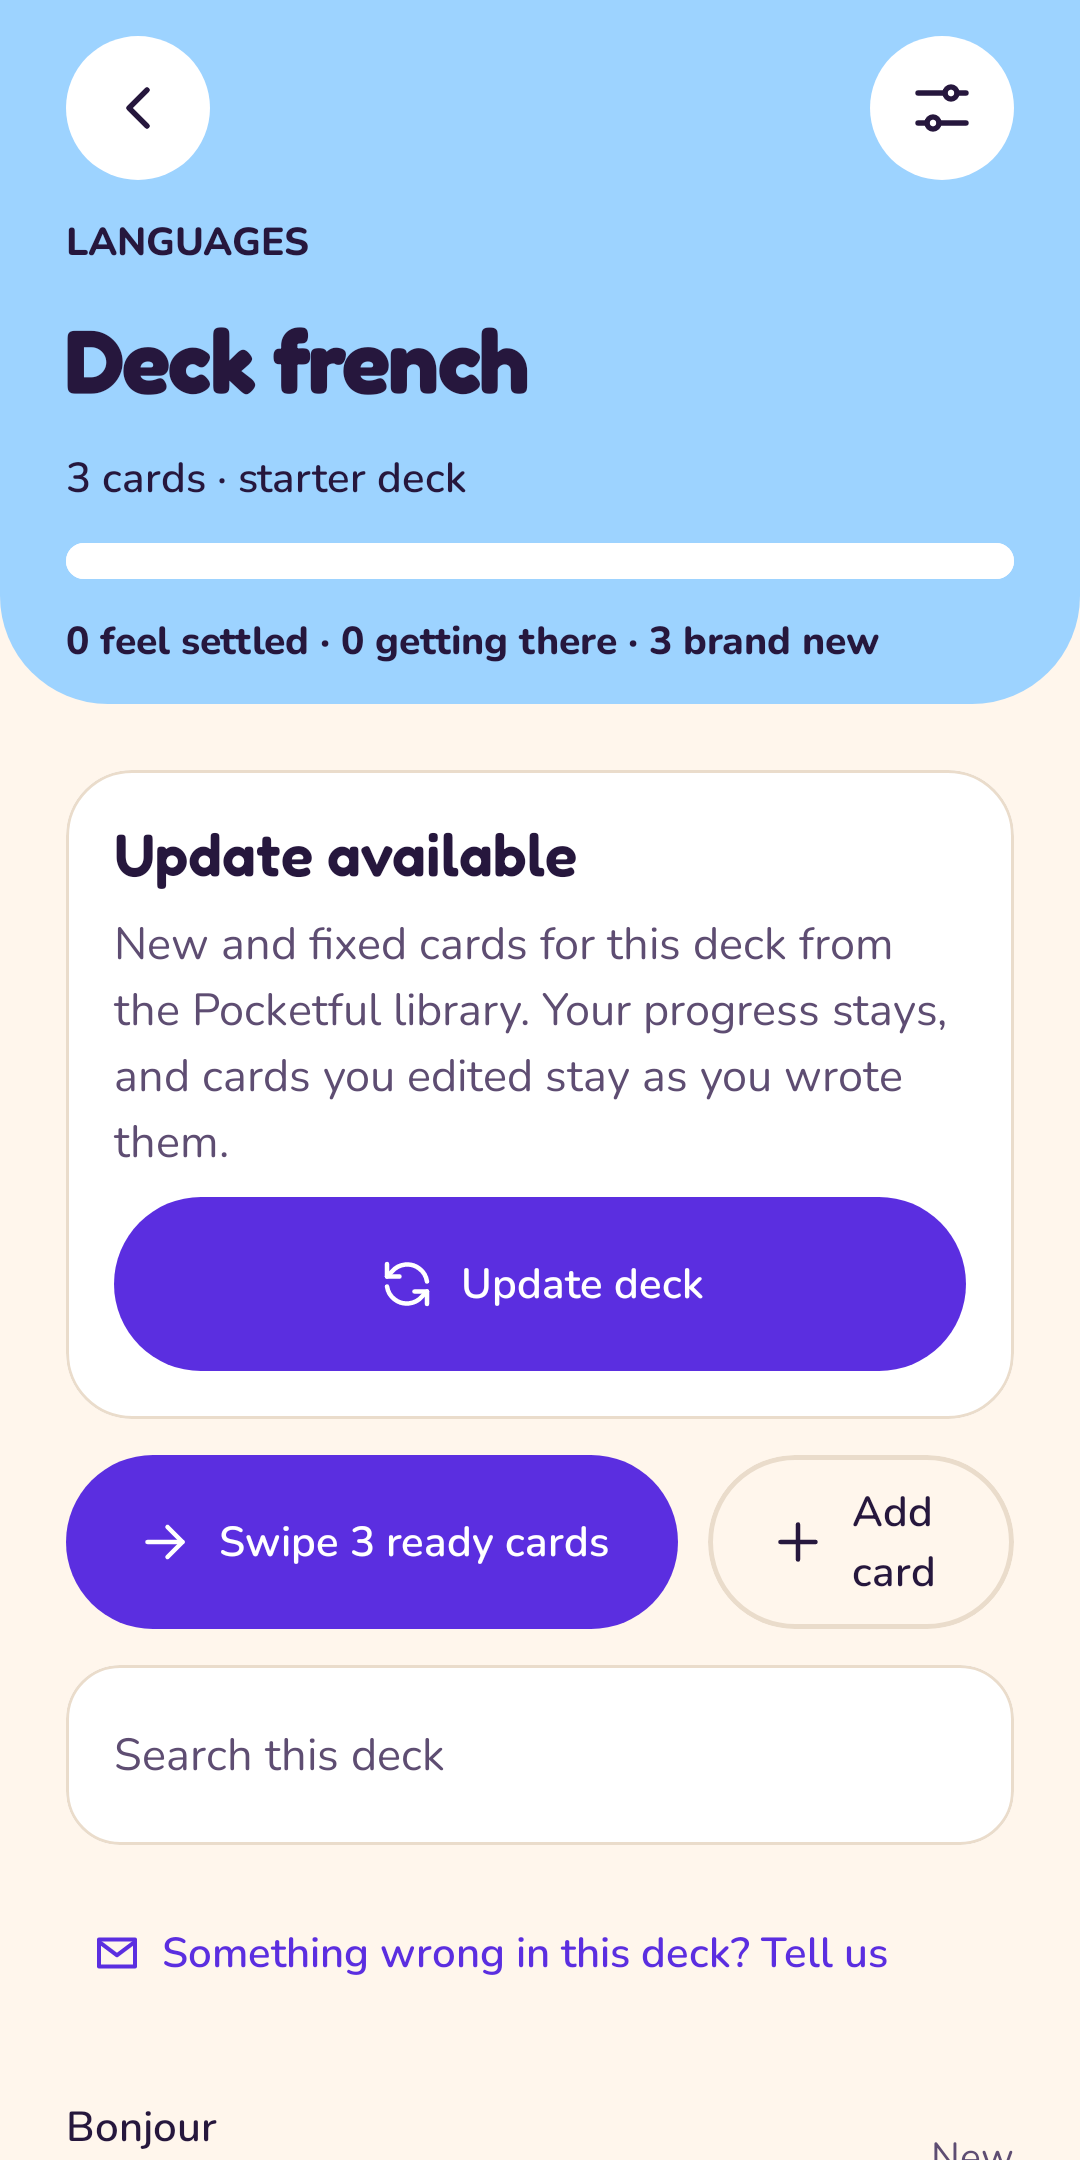 LANGUAGES
Deck french
3 cards · starter deck
0 feel settled · 0 getting there · 3 brand new
Update available
New and fixed cards for this deck from
the Pocketful library. Your progress stays,
and cards you edited stay as you wrote
them.
Update deck
Swipe 3 ready cards
Add
card
Search this deck
Something wrong in this deck? Tell us
Bonjour
New